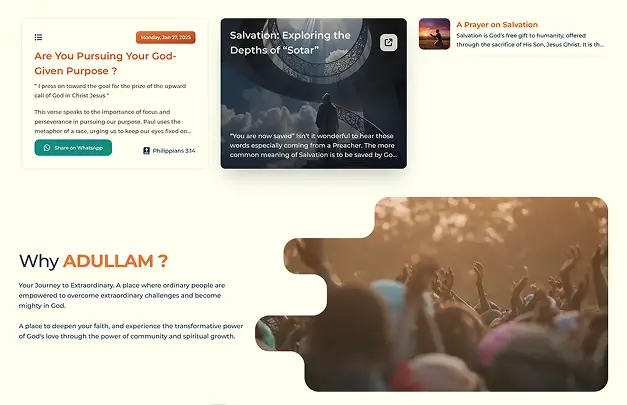 Monday, Jan 27, 2025
Are You Pursuing Your God-
Given Purpose ?
" I press on toward the goal for the prize of the upward
call of God in Christ Jesus "
This verse speaks to the importance of focus and
perseverance in pursuing our purpose. Paul uses the
metaphor of a race, urging us to keep our eyes fixed on...
Share on WhatsApp
Philippians 3:14
Salvation: Exploring the
Depths of “Sotar”
“You are now saved” Isn’t it wonderful to hear those
words especially coming from a Preacher. The more
common meaning of Salvation is to be saved by Go...
A Prayer on Salvation
Salvation is God’s free gift to humanity, offered
through the sacrifice of His Son, Jesus Christ. It is th...
Why ADULLAM ?
Your Journey to Extraordinary. A place where ordinary people are
empowered to overcome extraordinary challenges and become
mighty in God.
A place to deepen your faith, and experience the transformative power
of God's love through the power of community and spiritual growth.